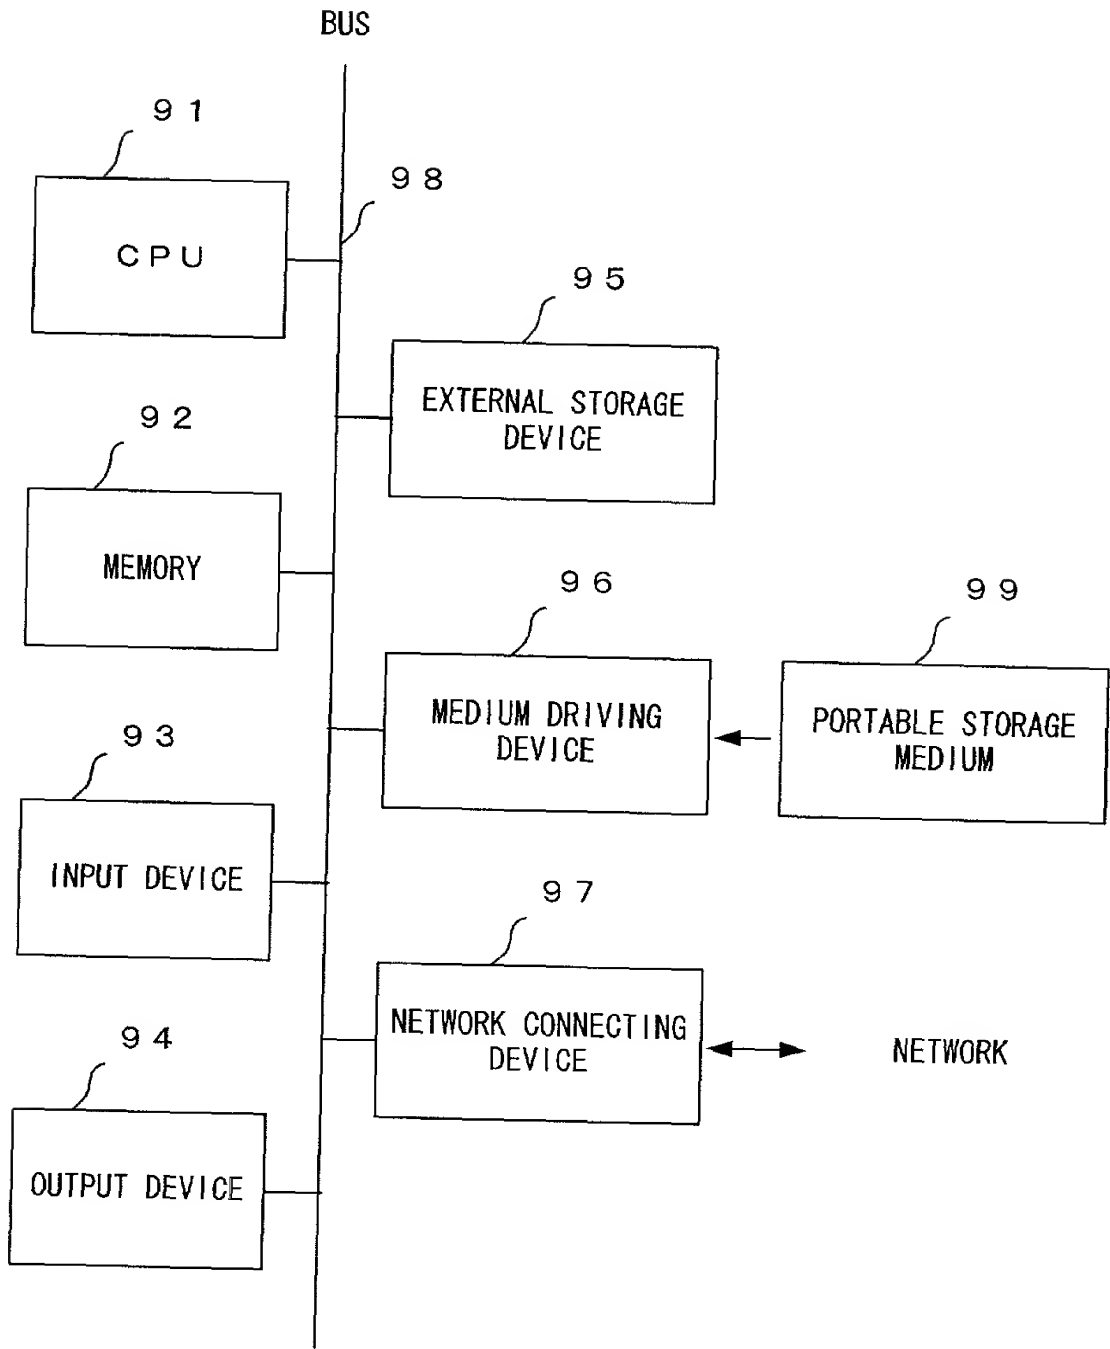 BUS
91
CPU
98
95
EXTERNAL STORAGE
DEVICE
92
MEMORY
96
MEDIUM DRIVING
DEVICE
99
PORTABLE STORAGE
MEDIUM
93
INPUT DEVICE
97
NETWORK CONNECTING
DEVICE
NETWORK
94
OUTPUT DEVICE